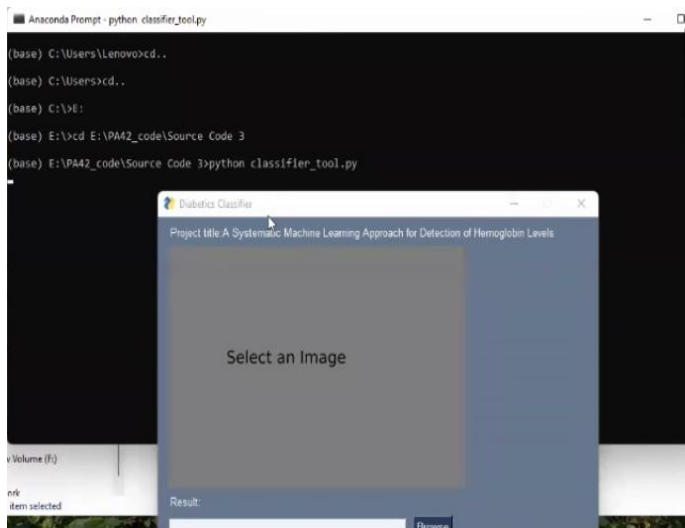 Anaconda Prompt - python classifier_tool.py
(base) C:\Users\Lenovo>cd..
(base) C:\Users>cd..
(base) C:\>E:
(base) E:\>cd E:\PA42_code\Source Code 3
(base) E:\PA42_code\Source Code 3>python classifier_tool.py
Diabetics Classifier
Project title:A Systematic Machine Learning Approach for Detection of Hemoglobin Levels
Select an Image
Volume (F:)
item selected
Result:
Browse